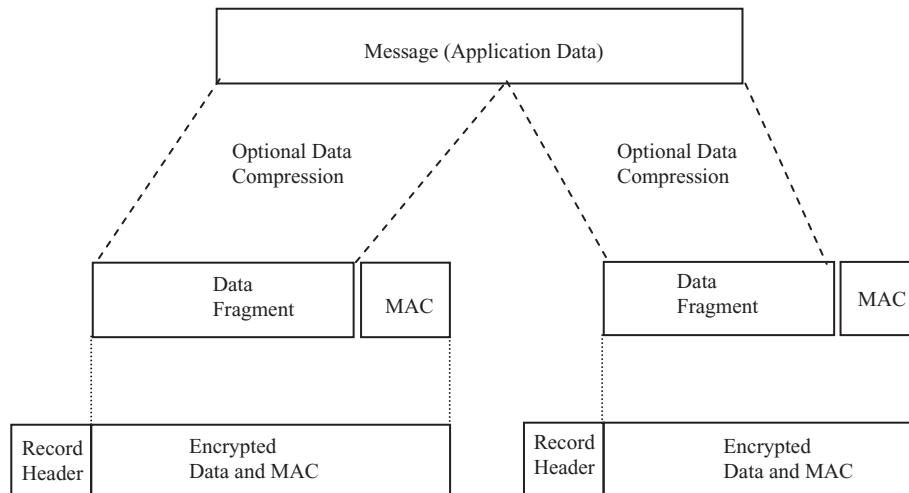 Message (Application Data)
Optional Data
Compression
Optional Data
Compression
Data
Fragment
MAC
Data
Fragment
MAC
Record
Header
Encrypted
Data and MAC
Record
Header
Encrypted
Data and MAC